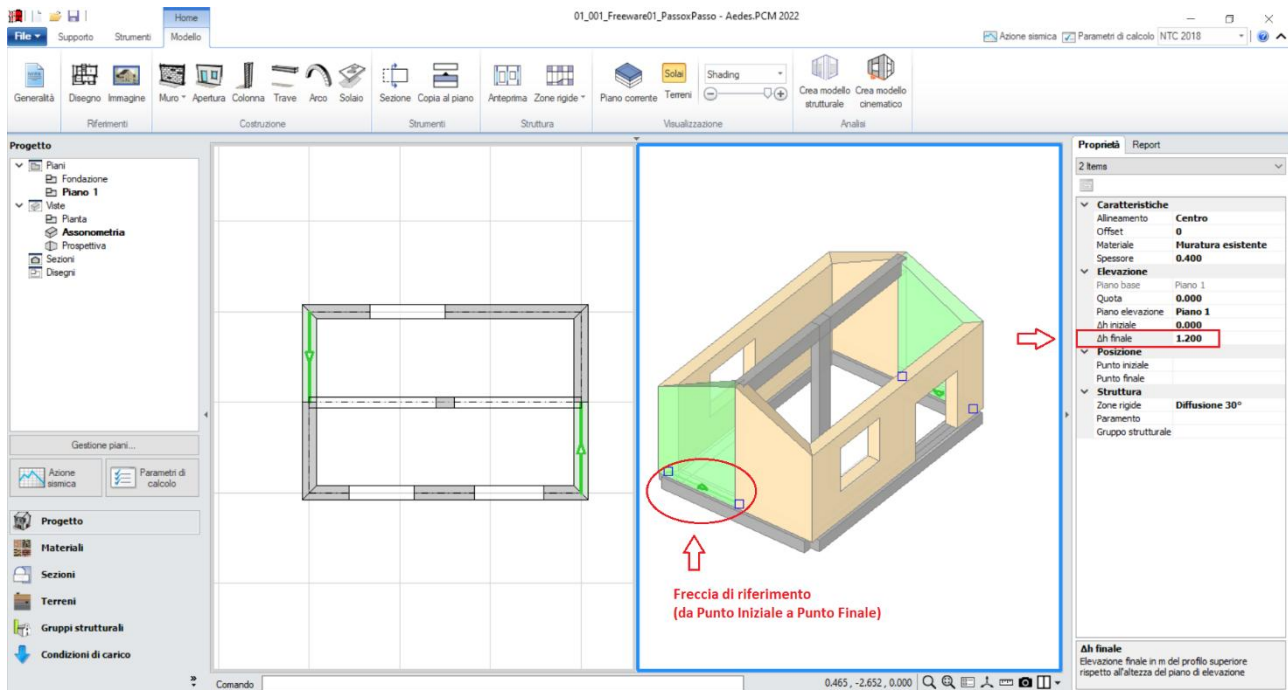 Home
01_001_Freeware01_PassoxPasso - Aedes.PCM 2022
File Supporto Strumenti Modello
Azione sismica Parametri di calcolo NTC 2018
Generalità Disegno Immagine Muro Apertura Colonna Trave Arco Solaio Sezione Copia al piano Anteprima Zone rigide Piano corrente
Solai
Terreni
Shading
Crea modello strutturale
Crea modello cinematico
Riferimenti Costruzione Strumenti Struttura Visualizzazione Analisi
Progetto
Piani
Fondazione
Piano 1
Viste
Pianta
Assonometria
Prospettiva
Sezioni
Disegni
Gestione piani...
Azione sismica
Parametri di calcolo
Progetto
Materiali
Sezioni
Terreni
Gruppi strutturali
Condizioni di carico
Freccia di riferimento
(da Punto Iniziale a Punto Finale)
Comando
0.465 , -2.652 , 0.000
Proprietà Report
2 Items
Caratteristiche
Allineamento Centro
Offset 0
Materiale Muratura esistente
Spessore 0.400
Elevazione
Piano base Piano 1
Quota 0.000
Piano elevazione Piano 1
Δh iniziale 0.000
Δh finale 1.200
Posizione
Punto iniziale
Punto finale
Struttura
Zone rigide Diffusione 30°
Paramento
Gruppo strutturale
Δh finale
Elevazione finale in m del profilo superiore
rispetto all'altezza del piano di elevazione